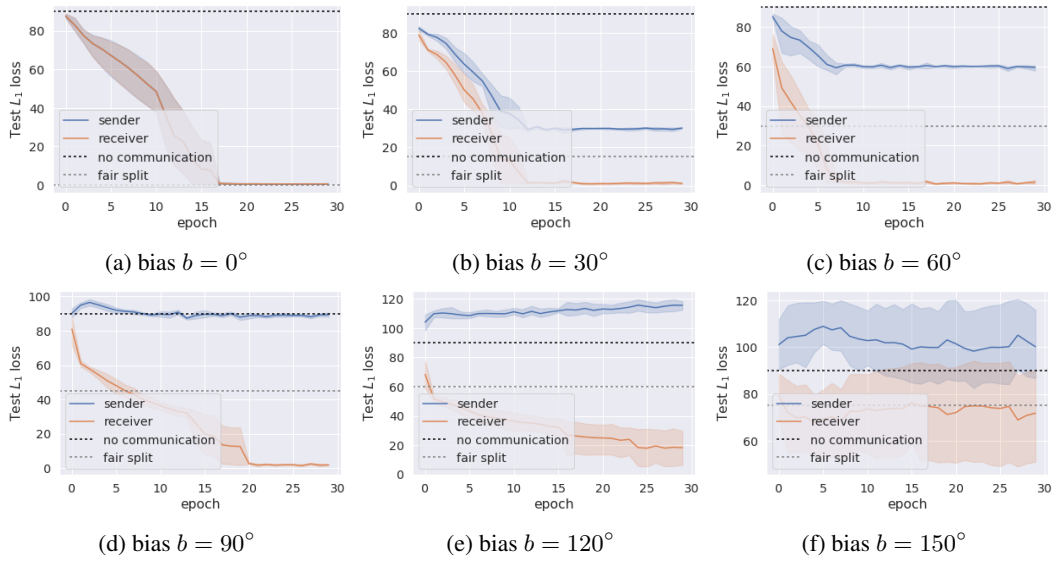 80
60
40
20
0
Test L1 loss
sender
receiver
no communication
fair split
0 5 10 15 20 25 30
epoch
(a) bias b = 0°
80
60
40
20
0
Test L1 loss
sender
receiver
no communication
fair split
0 5 10 15 20 25 30
epoch
(b) bias b = 30°
80
60
40
20
0
Test L1 loss
sender
receiver
no communication
fair split
0 5 10 15 20 25 30
epoch
(c) bias b = 60°
100
80
60
40
20
0
Test L1 loss
sender
receiver
no communication
fair split
0 5 10 15 20 25 30
epoch
(d) bias b = 90°
120
100
80
60
40
20
0
Test L1 loss
sender
receiver
no communication
fair split
0 5 10 15 20 25 30
epoch
(e) bias b = 120°
120
100
80
60
Test L1 loss
sender
receiver
no communication
fair split
0 5 10 15 20 25 30
epoch
(f) bias b = 150°